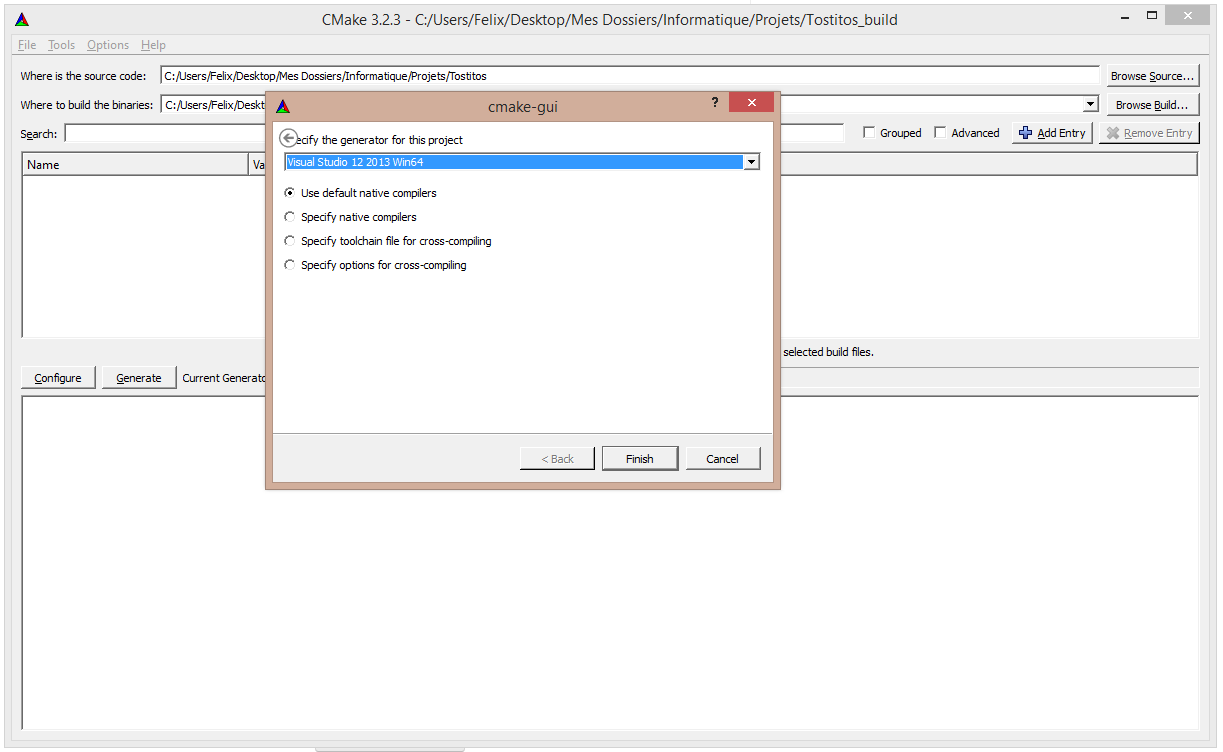 CMake 3.2.3 - C:/Users/Felix/Desktop/Mes Dossiers/Informatique/Projets/Tostitos_build
File Tools Options Help
Where is the source code: C:/Users/Felix/Desktop/Mes Dossiers/Informatique/Projets/Tostitos Browse Source...
Where to build the binaries: C:/Users/Felix/Deskt Browse Build...
Search: Grouped Advanced Add Entry Remove Entry
Name Va
cmake-gui ?
ecify the generator for this project
Visual Studio 12 2013 Win64
Use default native compilers
Specify native compilers
Specify toolchain file for cross-compiling
Specify options for cross-compiling
< Back Finish Cancel
selected build files.
Configure Generate Current Generato